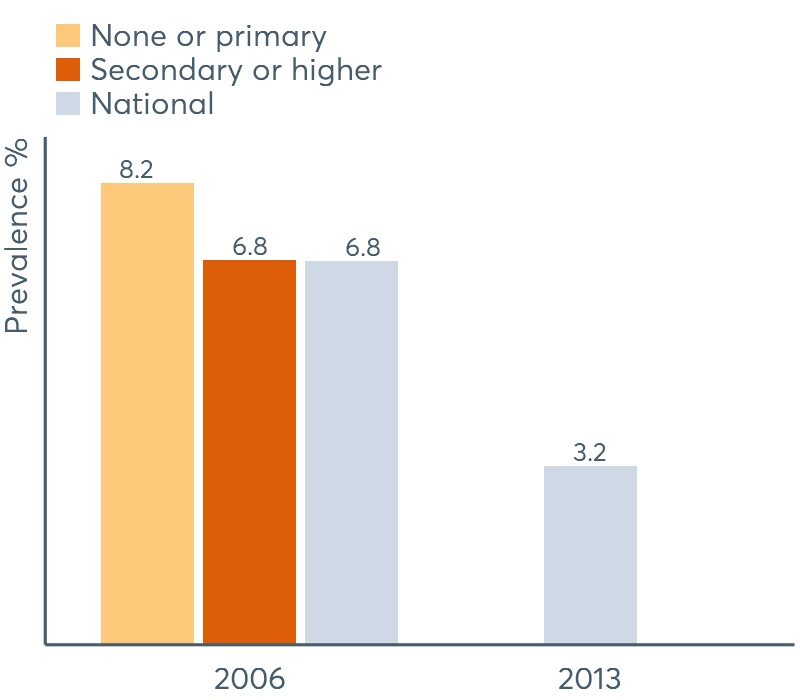 None or primary
Secondary or higher
National
Prevalence %
8.2
6.8
6.8
3.2
2006
2013